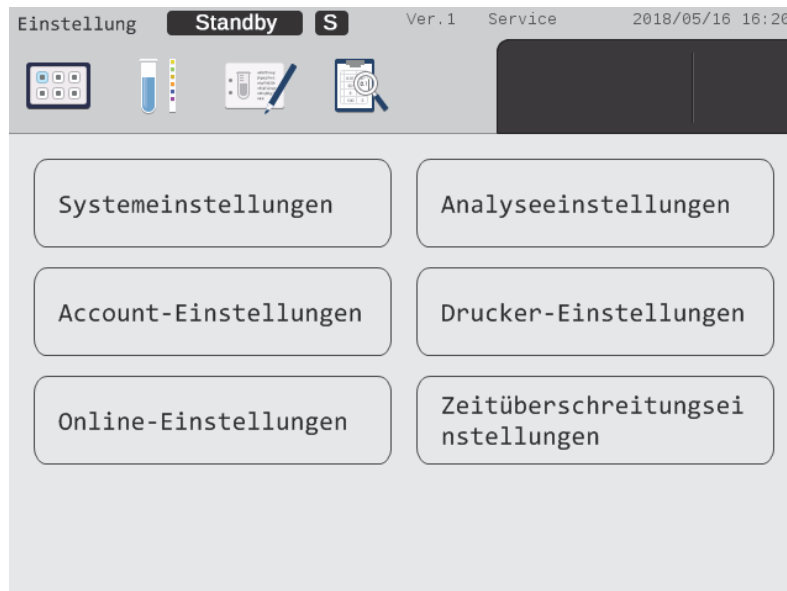 Einstellung Standby S Ver.1 Service 2018/05/16 16:20
Systemeinstellungen
Analyseeinstellungen
Account-Einstellungen
Drucker-Einstellungen
Online-Einstellungen
Zeitüberschreitungsei
nstellungen